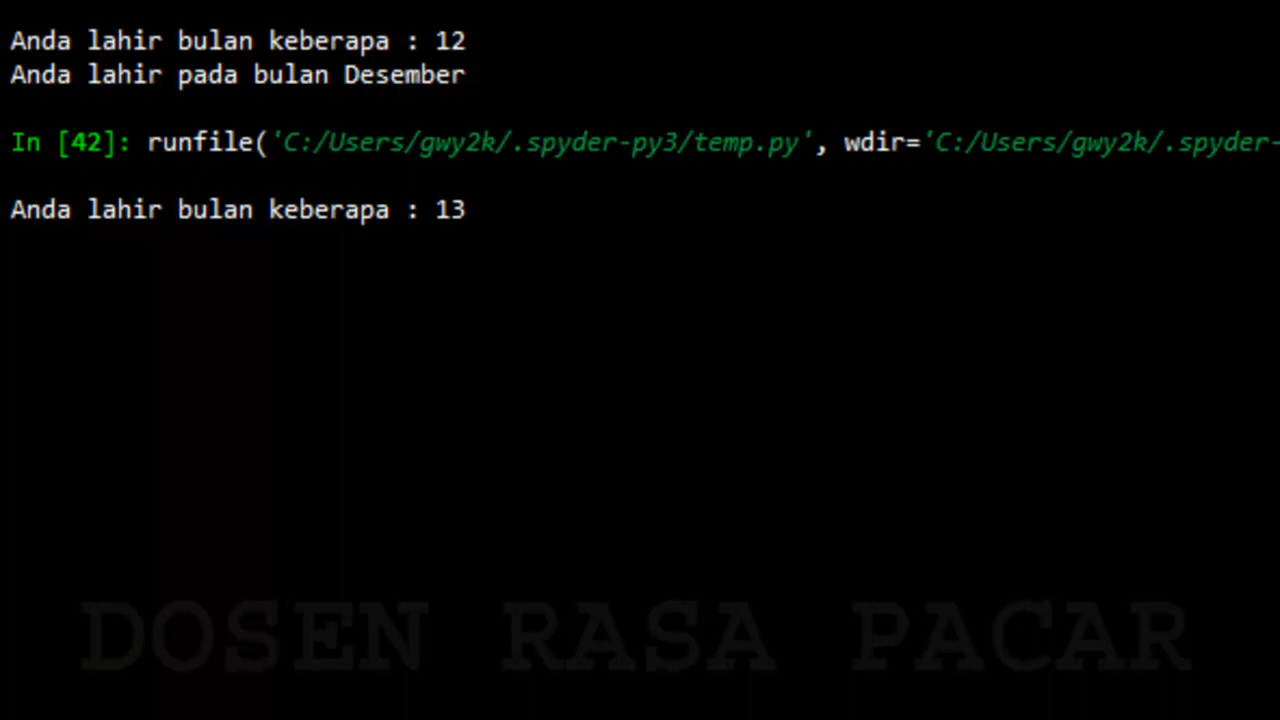 Anda lahir bulan keberapa : 12
Anda lahir pada bulan Desember
In [42]: runfile('C:/Users/gwy2k/.spyder-py3/temp.py', wdir='C:/Users/gwy2k/.spyder-
Anda lahir bulan keberapa : 13
DOSEN RASA PACAR